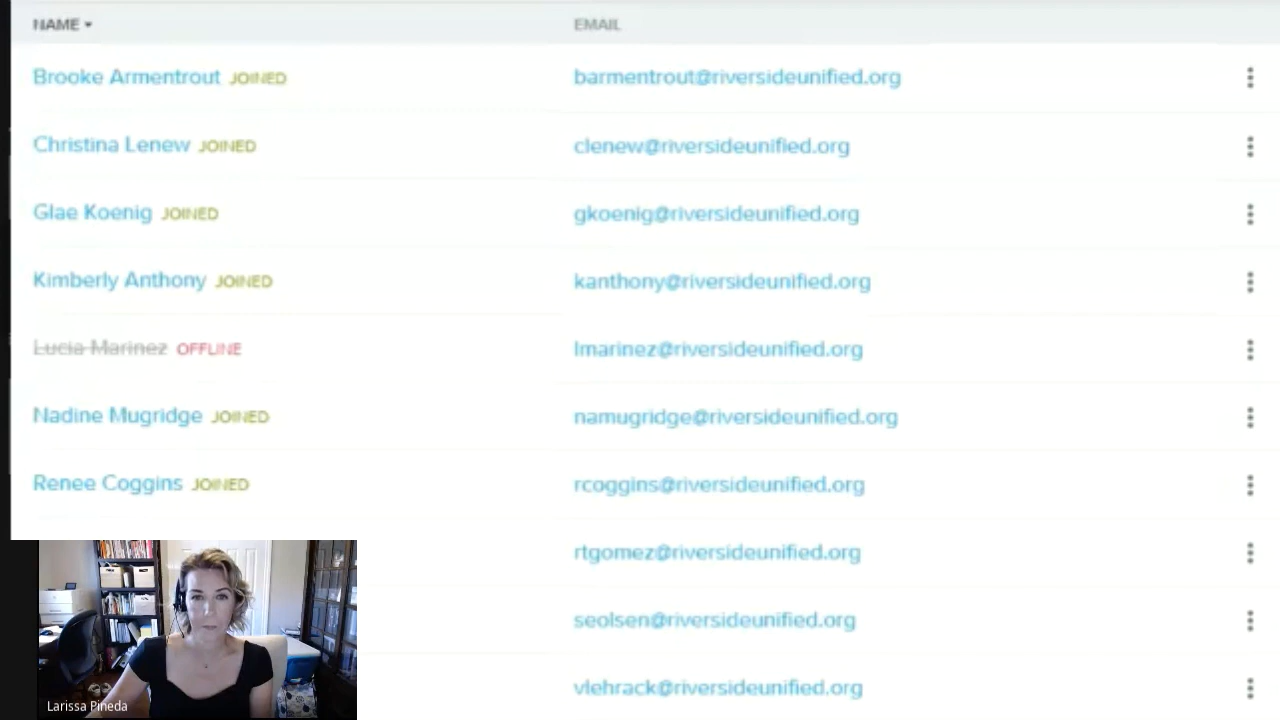 NAME EMAIL
Brooke Armentrout JOINED barmentrout@riversideunified.org
Christina Lenew JOINED clenew@riversideunified.org
Glae Koenig JOINED gkoenig@riversideunified.org
Kimberly Anthony JOINED kanthony@riversideunified.org
Lucia Marinez OFFLINE lmarinez@riversideunified.org
Nadine Mugridge JOINED namugridge@riversideunified.org
Renee Coggins JOINED rcoggins@riversideunified.org
rtgomez@riversideunified.org
seolsen@riversideunified.org
vlehrack@riversideunified.org
Larissa Pineda